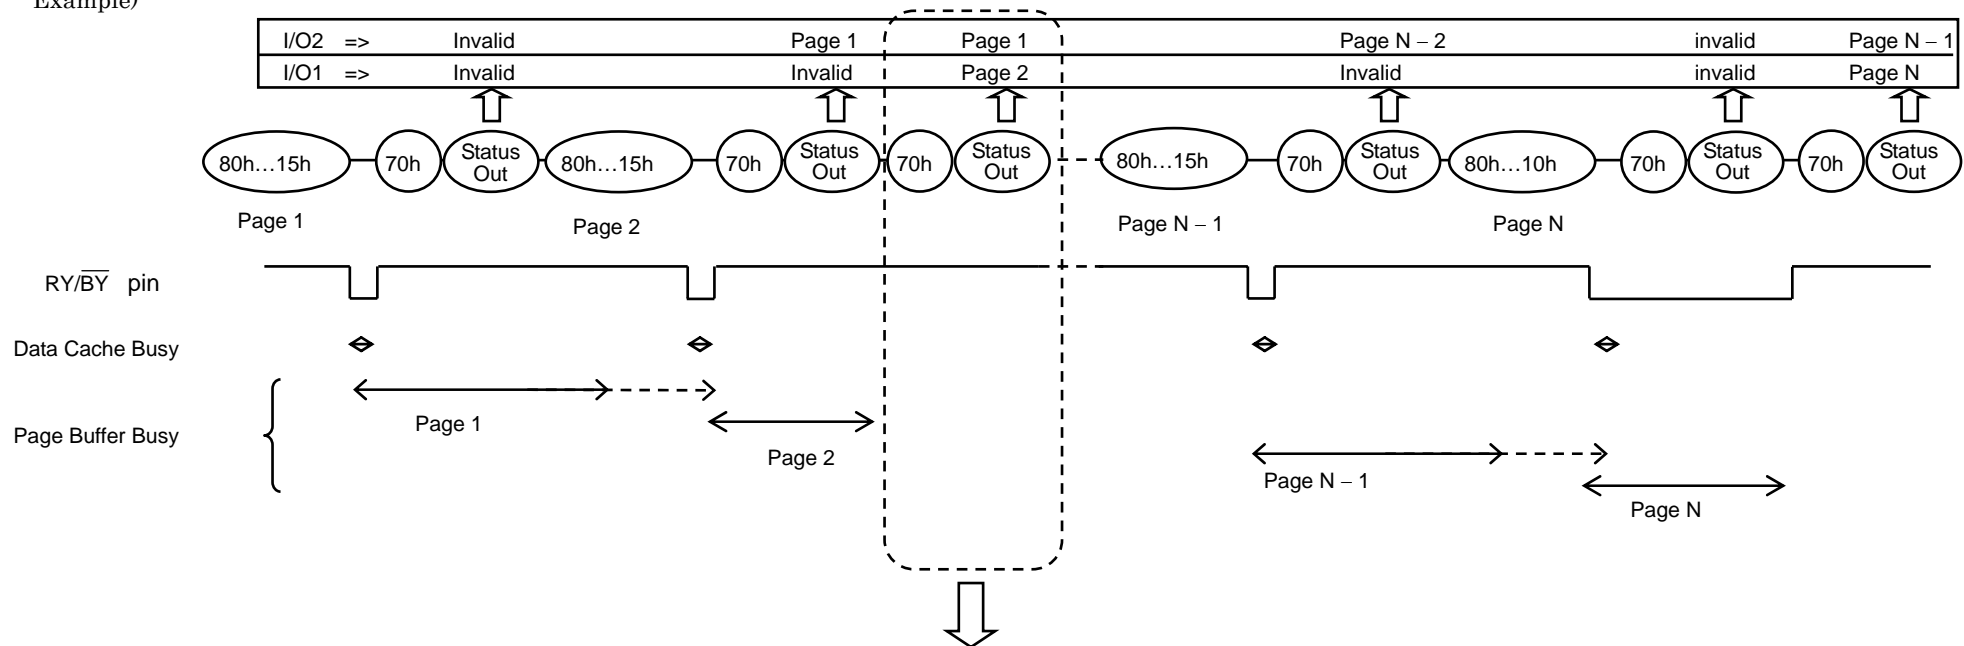 Example)
I/O2 => Invalid Page 1 Page 1 Page N – 2 invalid Page N – 1
I/O1 => Invalid Invalid Page 2 Invalid invalid Page N
80h…15h 70h Status Out 80h…15h 70h Status Out 70h Status Out 80h…15h 70h Status Out 80h…10h 70h Status Out 70h Status Out
Page 1 Page 2 Page N – 1 Page N
RY/BY pin
Data Cache Busy
Page 1
Page Buffer Busy
Page 2
Page N – 1
Page N